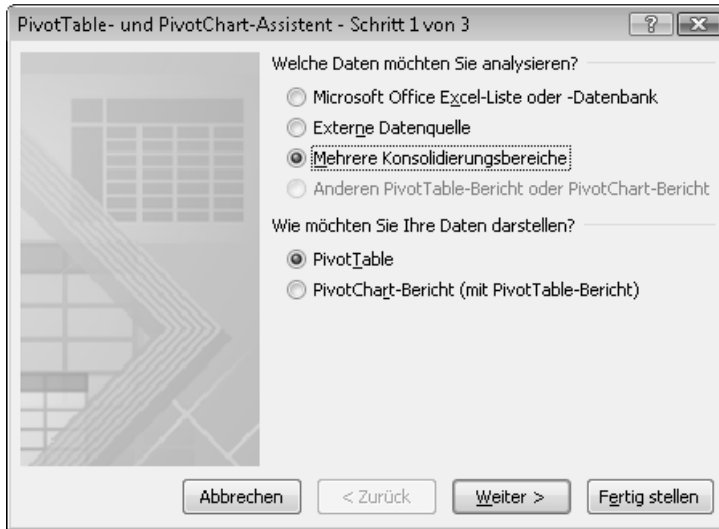 PivotTable- und PivotChart-Assistent - Schritt 1 von 3
Welche Daten möchten Sie analysieren?
Microsoft Office Excel-Liste oder -Datenbank
Externe Datenquelle
Mehrere Konsolidierungsbereiche
Anderen PivotTable-Bericht oder PivotChart-Bericht
Wie möchten Sie Ihre Daten darstellen?
PivotTable
PivotChart-Bericht (mit PivotTable-Bericht)
Abbrechen
< Zurück
Weiter >
Fertig stellen